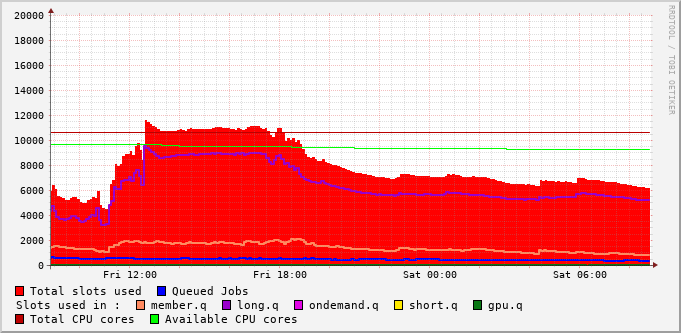 20000
18000
16000
14000
12000
10000
8000
6000
4000
2000
0
Fri 12:00 Fri 18:00 Sat 00:00 Sat 06:00
RRDTOOL / TOBI OETIKER
Total slots used Queued Jobs
Slots used in : member.q long.q ondemand.q short.q gpu.q
Total CPU cores Available CPU cores